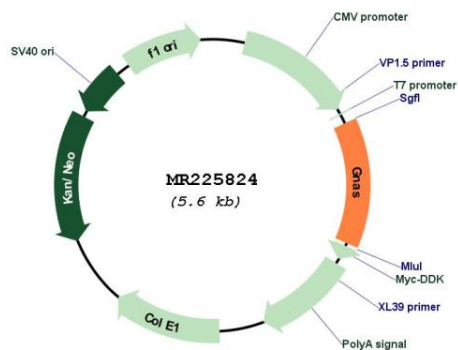 CMV promoter
VP1.5 primer
T7 promoter
SgfI
Gnas
MluI
Myc-DDK
XL39 primer
PolyA signal
Col E1
Kan/Neo
SV40 ori
f1 ori
MR225824
(5.6 kb)